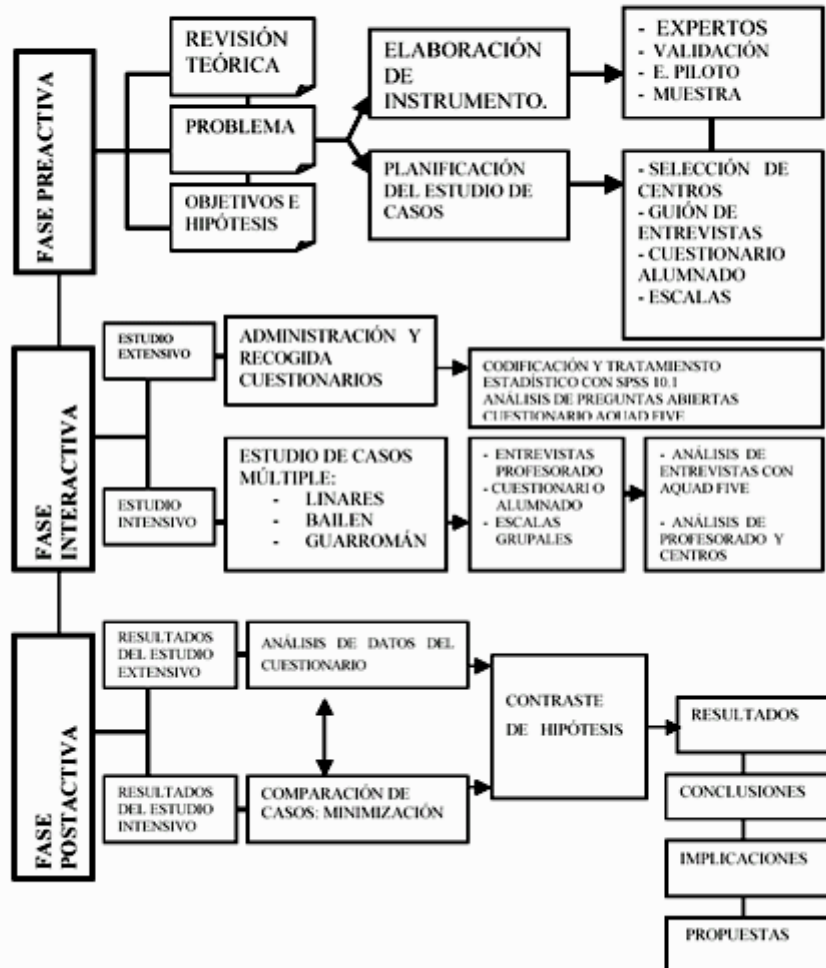 FASE PREACTIVA
REVISIÓN
TEÓRICA
PROBLEMA
OBJETIVOS E
HIPÓTESIS
ELABORACIÓN
DE
INSTRUMENTO.
PLANIFICACIÓN
DEL ESTUDIO DE
CASOS
- EXPERTOS
- VALIDACIÓN
- E. PILOTO
- MUESTRA
- SELECCIÓN DE
CENTROS
- GUIÓN DE
ENTREVISTAS
- CUESTIONARIO
ALUMNADO
- ESCALAS
FASE
INTERACTIVA
ESTUDIO
EXTENSIVO
ADMINISTRACIÓN Y
RECOGIDA
CUESTIONARIOS
CODIFICACIÓN Y TRATAMIENSTO
ESTADÍSTICO CON SPSS 10.1
ANÁLISIS DE PREGUNTAS ABIERTAS
CUESTIONARIO AQUAD FIVE
ESTUDIO
INTENSIVO
ESTUDIO DE CASOS
MÚLTIPLE:
- LINARES
- BAILEN
- GUARROMÁN
- ENTREVISTAS
PROFESORADO
- CUESTIONARI O
ALUMNADO
- ESCALAS
GRUPALES
- ANÁLISIS DE
ENTREVISTAS CON
AQUAD FIVE
- ANÁLISIS DE
PROFESORADO Y
CENTROS
FASE
POSTACTIVA
RESULTADOS
DEL ESTUDIO
EXTENSIVO
ANÁLISIS DE DATOS DEL
CUESTIONARIO
RESULTADOS
DEL ESTUDIO
INTENSIVO
COMPARACIÓN DE
CASOS: MINIMIZACIÓN
CONTRASTE
DE HIPÓTESIS
RESULTADOS
CONCLUSIONES
IMPLICACIONES
PROPUESTAS